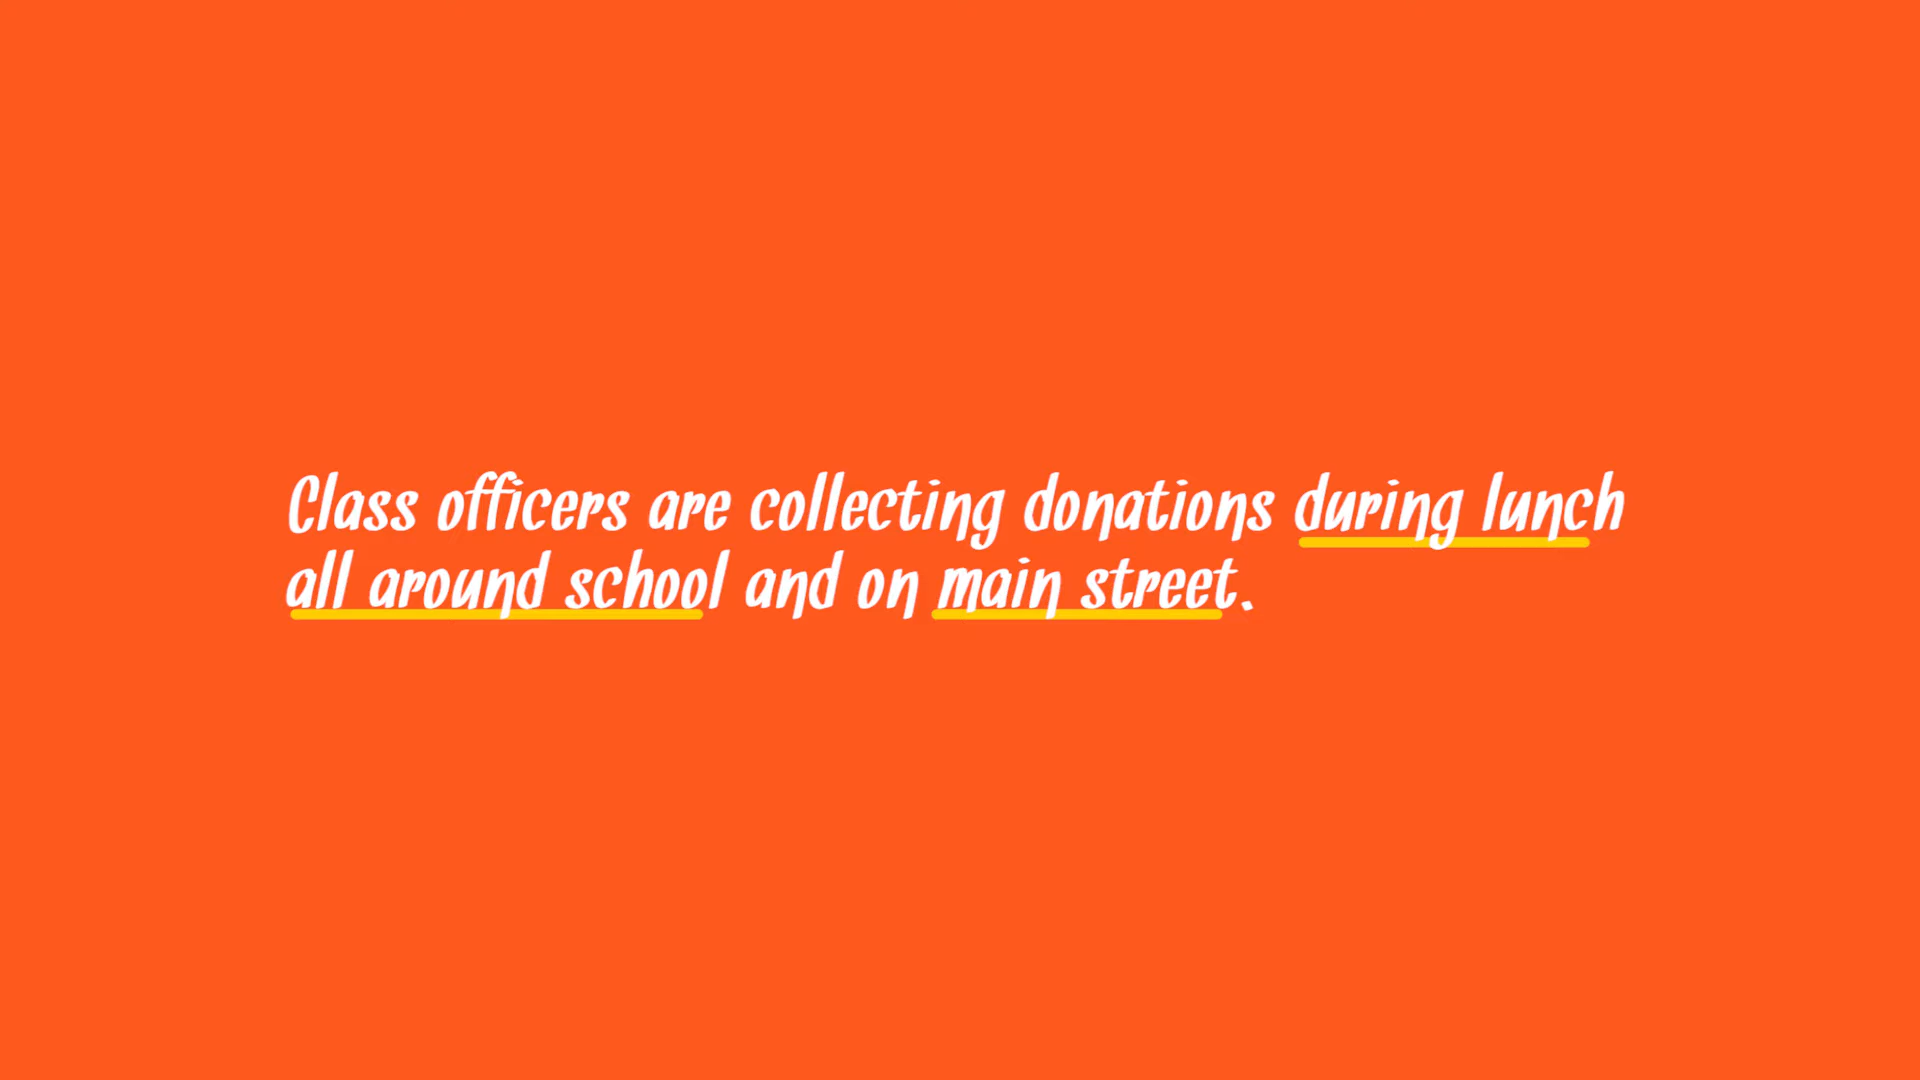 Class officers are collecting donations during lunch
all around school and on main street.